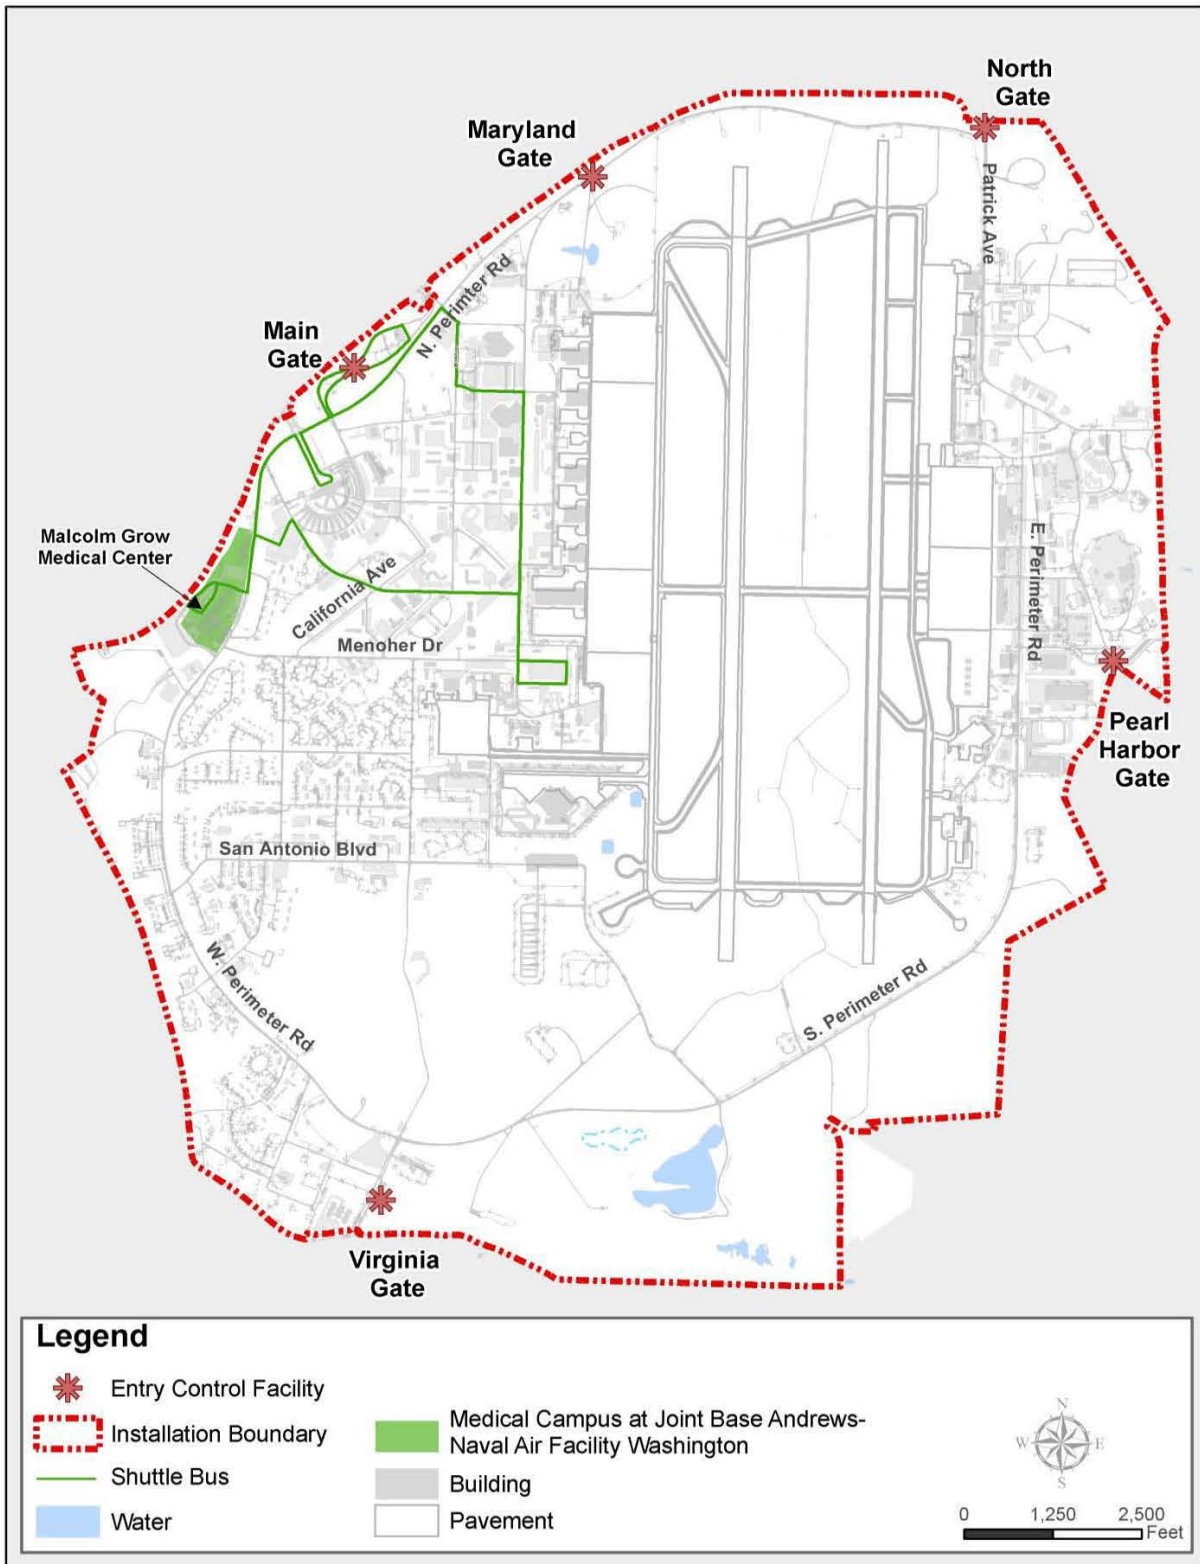 North
Gate
Maryland
Gate
Patrick Ave
N. Perimter Rd
Main
Gate
Malcolm Grow
Medical Center
E. Perimeter Rd
California Ave
Menoher Dr
Pearl
Harbor
Gate
San Antonio Blvd
W. Perimeter Rd
S. Perimeter Rd
Virginia
Gate
Legend
Entry Control Facility
Installation Boundary
Shuttle Bus
Water
Medical Campus at Joint Base Andrews-
Naval Air Facility Washington
Building
Pavement
N
W E
S
0 1,250 2,500
Feet